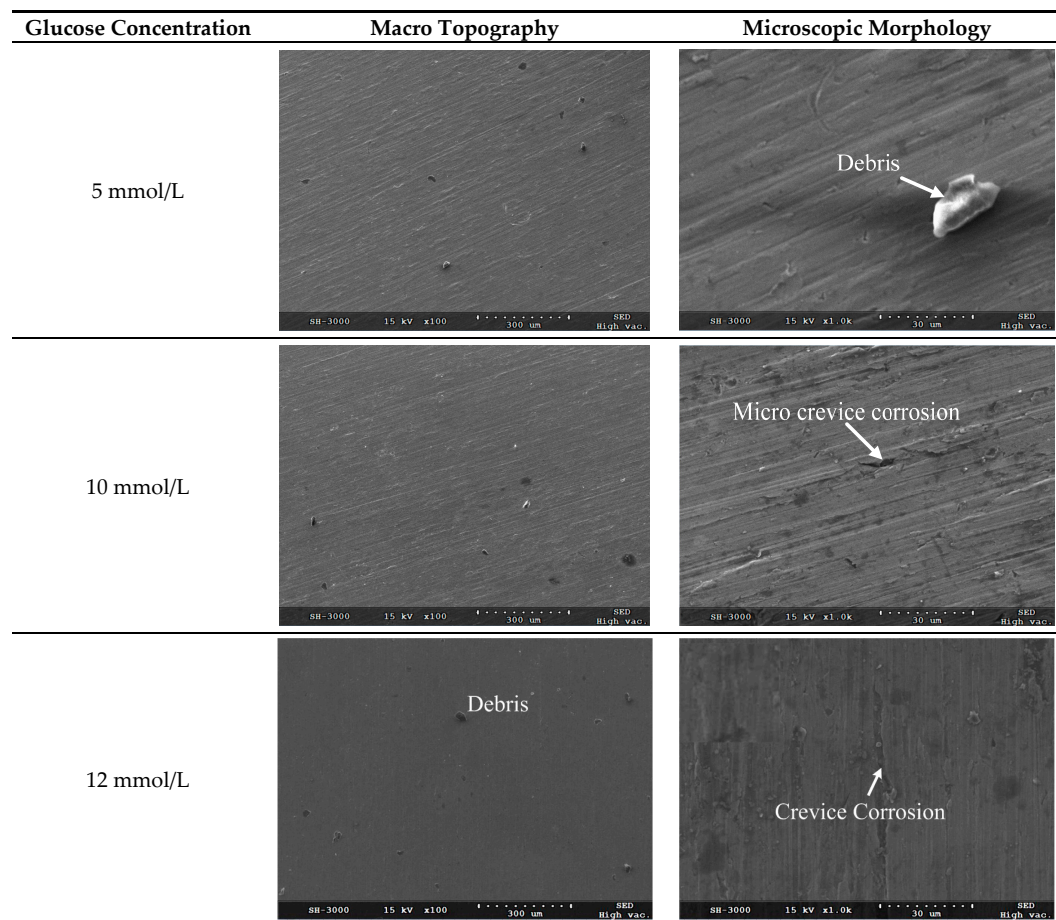 Glucose Concentration Macro Topography Microscopic Morphology
5 mmol/L
Debris
SH-3000 15 kV x100 300 um SED High vac.
SH-3000 15 kV x1.0k 30 um SED High vac.
10 mmol/L
Micro crevice corrosion
SH-3000 15 kV x100 300 um SED High vac.
SH-3000 15 kV x1.0k 30 um SED High vac.
12 mmol/L
Debris
Crevice Corrosion
SH-3000 15 kV x100 300 um SED High vac.
SH-3000 15 kV x1.0k 30 um SED High vac.